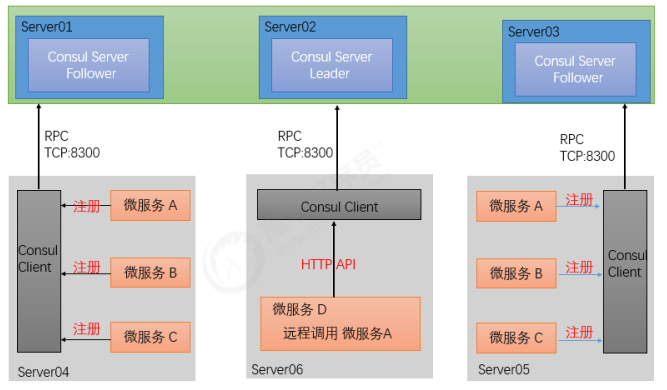 Server01
Consul Server
Follower
Server02
Consul Server
Leader
Server03
Consul Server
Follower
RPC
TCP:8300
RPC
TCP:8300
RPC
TCP:8300
Consul
Client
注册
微服务 A
注册
微服务 B
注册
微服务 C
Server04
Consul Client
HTTP API
微服务 D
远程调用 微服务A
Server06
微服务 A
注册
微服务 B
注册
微服务 C
注册
Consul
Client
Server05